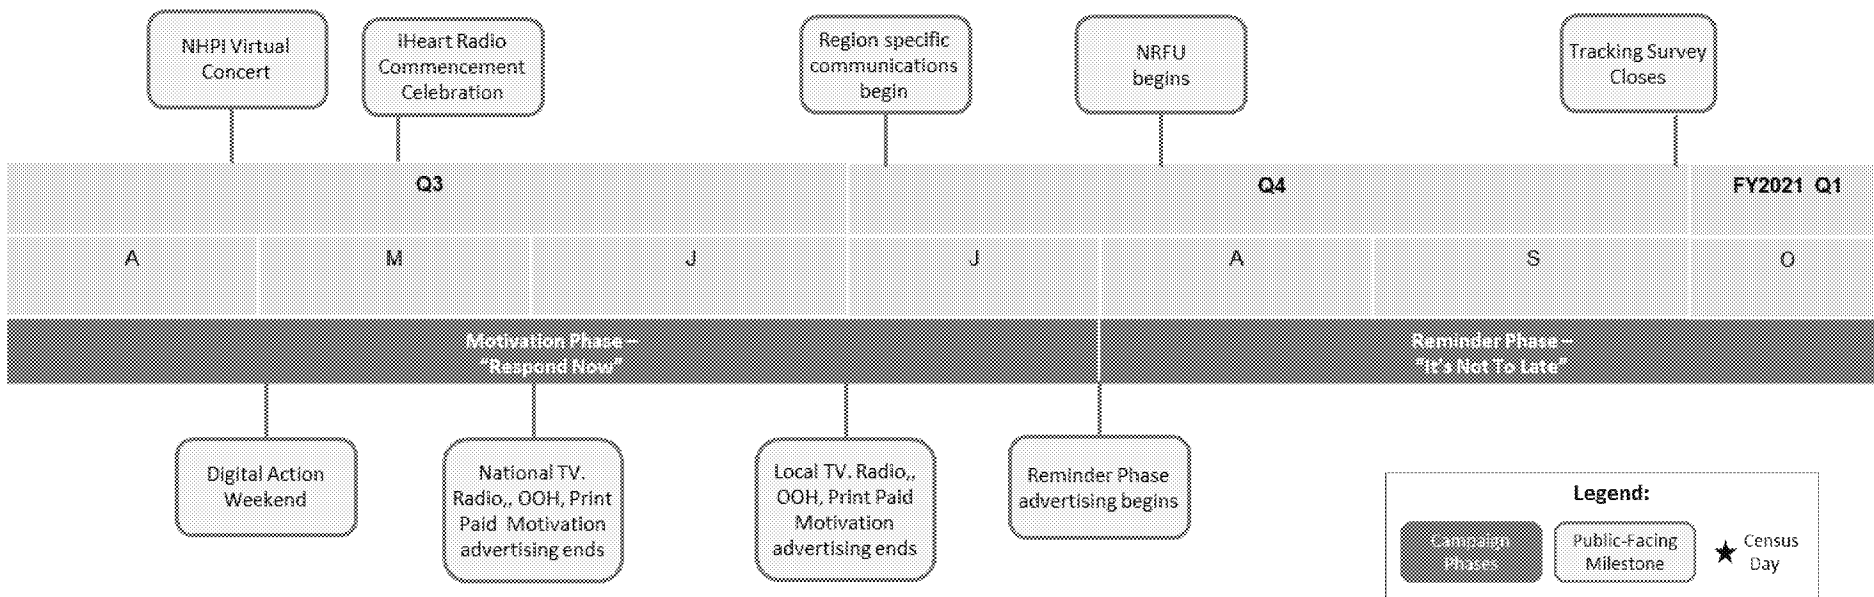 NHPI Virtual
Concert
iHeart Radio
Commencement
Celebration
Region specific
communications
begin
NRFU
begins
Tracking Survey
Closes
Q3
Q4
FY2021 Q1
A
M
J
J
A
S
O
Motivation Phase –
"Respond Now"
Reminder Phase –
"It's Not To Late"
Digital Action
Weekend
National TV.
Radio,, OOH, Print
Paid Motivation
advertising ends
Local TV. Radio,,
OOH, Print Paid
Motivation
advertising ends
Reminder Phase
advertising begins
Legend:
Campaign
Phases
Public-Facing
Milestone
Census
Day